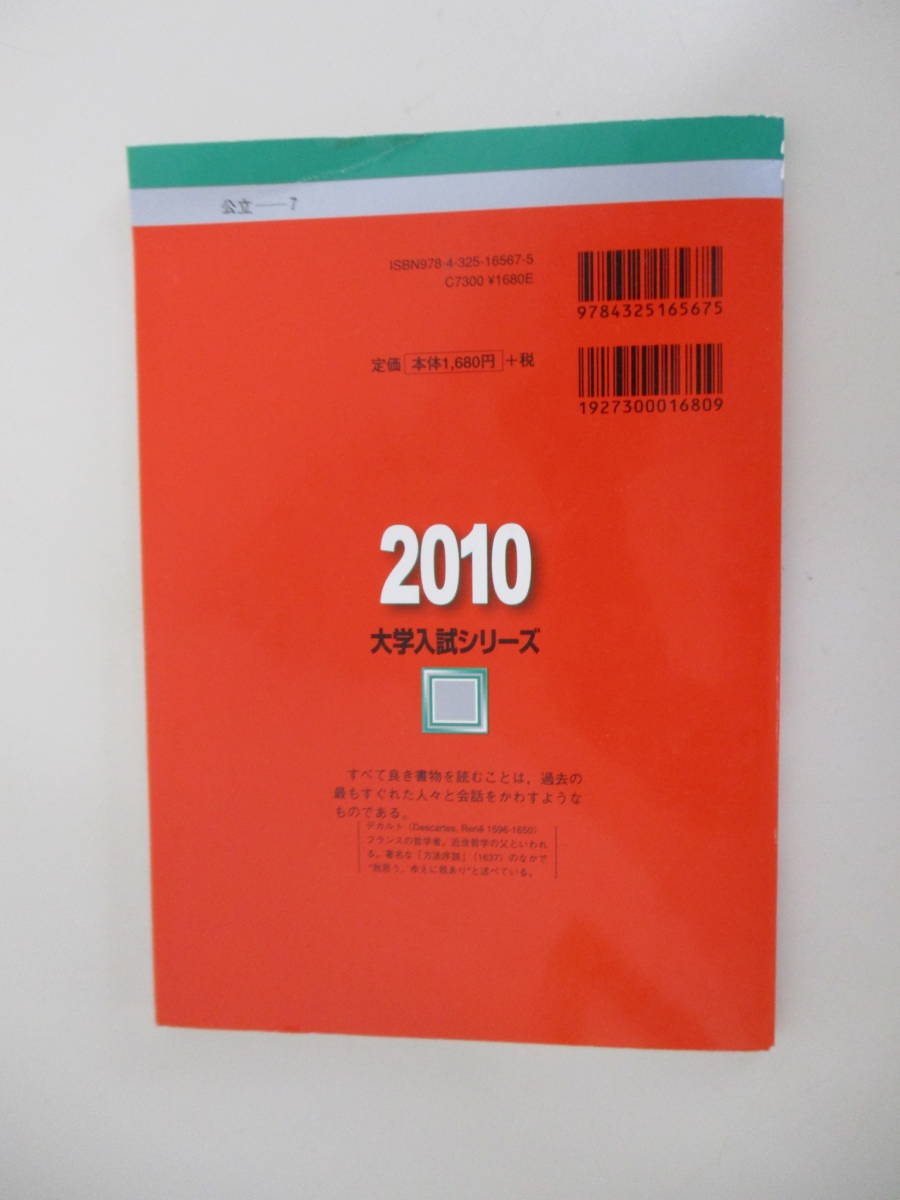 公立──7
ISBN978-4-325-16567-5
C7300 ¥1680E
9784325165675
定価 本体1,680円 +税
1927300016809
2010
大学入試シリーズ
すべて良き書物を読むことは，過去の
最もすぐれた人々と会話をかわすような
ものである。
デカルト（Descartes, René 1596-1650）
フランスの哲学者。近世哲学の父といわれ
る。著名な「方法序説」（1637）のなかで
“我思う，ゆえに我あり”と述べている。